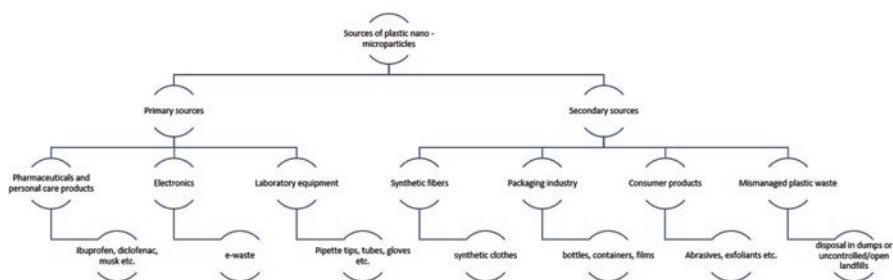 Sources of plastic nano -
microparticles
Primary sources
Secondary sources
Pharmaceuticals and
personal care products
Electronics
Laboratory equipment
Synthetic fibers
Packaging industry
Consumer products
Mismanaged plastic waste
Ibuprofen, diclofenac,
musk etc.
e-waste
Pipette tips, tubes, gloves
etc.
synthetic clothes
bottles, containers, films
Abrasives, exfoliants etc.
disposal in dumps or
uncontrolled/open
landfills